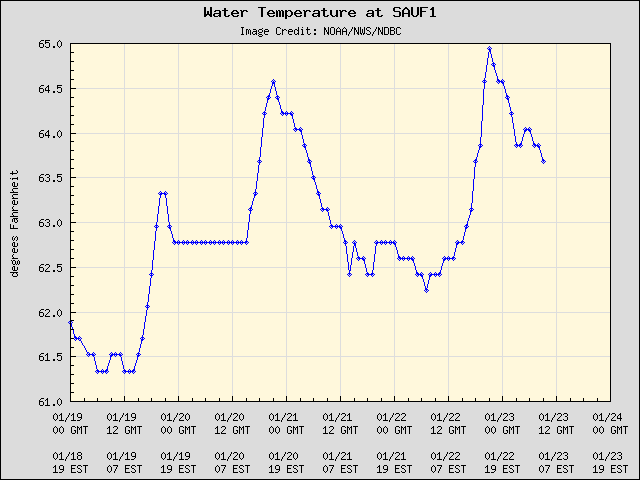 Water Temperature at SAUF1
Image Credit: NOAA/NWS/NDBC
degrees Fahrenheit
65.0
64.5
64.0
63.5
63.0
62.5
62.0
61.5
61.0
01/19 01/19 01/20 01/20 01/21 01/21 01/22 01/22 01/23 01/23 01/24
00 GMT 12 GMT 00 GMT 12 GMT 00 GMT 12 GMT 00 GMT 12 GMT 00 GMT 12 GMT 00 GMT
01/18 01/19 01/19 01/20 01/20 01/21 01/21 01/22 01/22 01/23 01/23
19 EST 07 EST 19 EST 07 EST 19 EST 07 EST 19 EST 07 EST 19 EST 07 EST 19 EST